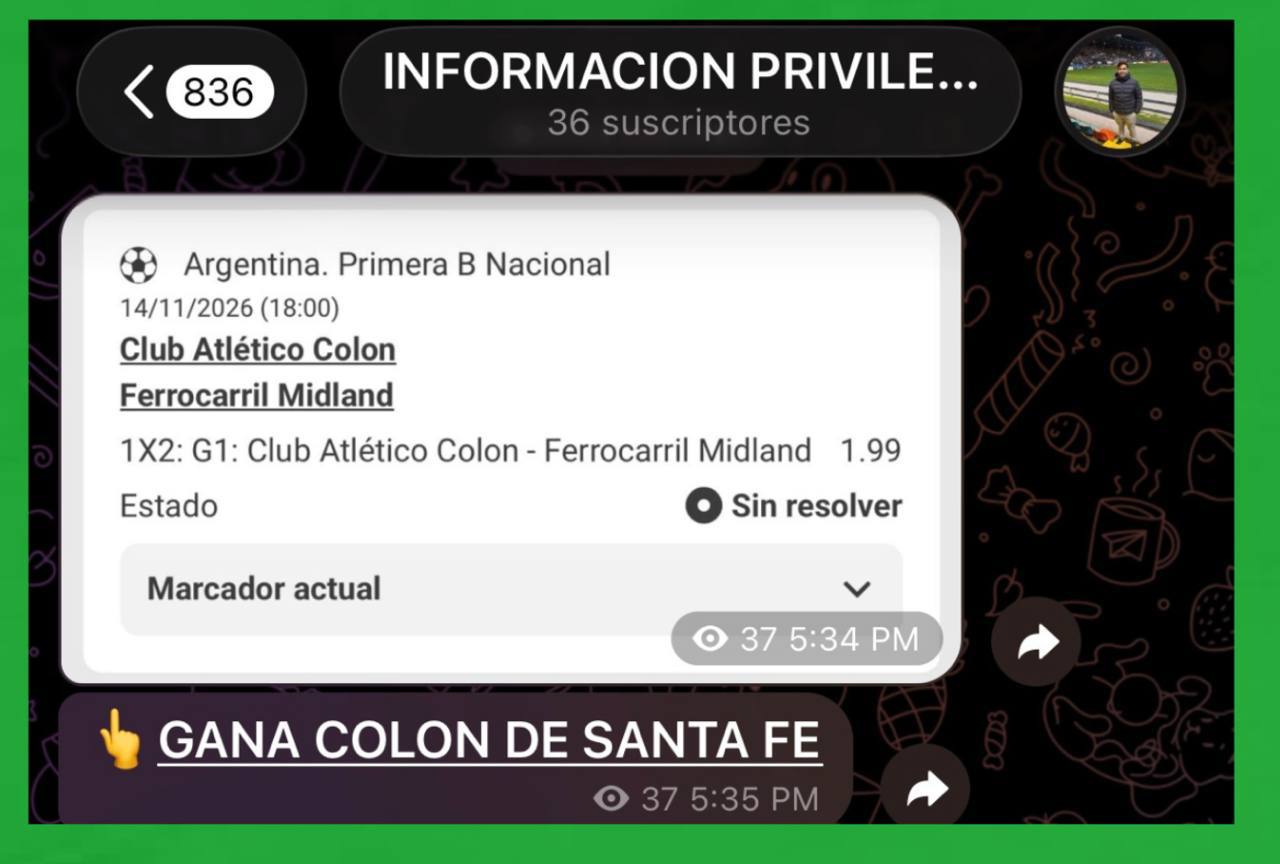 836
INFORMACION PRIVILE...
36 suscriptores
Argentina. Primera B Nacional
14/11/2026 (18:00)
Club Atlético Colon
Ferrocarril Midland
1X2: G1: Club Atlético Colon - Ferrocarril Midland 1.99
Estado Sin resolver
Marcador actual
37 5:34 PM
👆 GANA COLON DE SANTA FE
37 5:35 PM